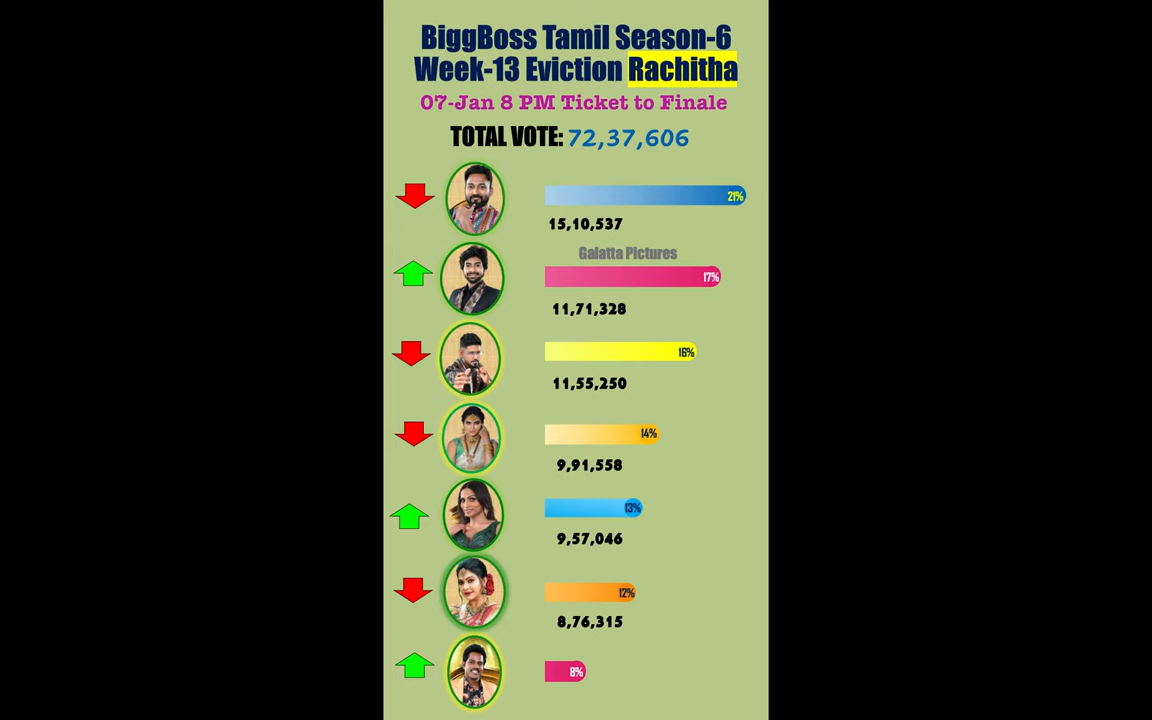 BiggBoss Tamil Season-6
Week-13 Eviction Rachitha
07-Jan 8 PM Ticket to Finale
TOTAL VOTE: 72,37,606
21%
15,10,537
Galatta Pictures
17%
11,71,328
16%
11,55,250
14%
9,91,558
13%
9,57,046
12%
8,76,315
8%